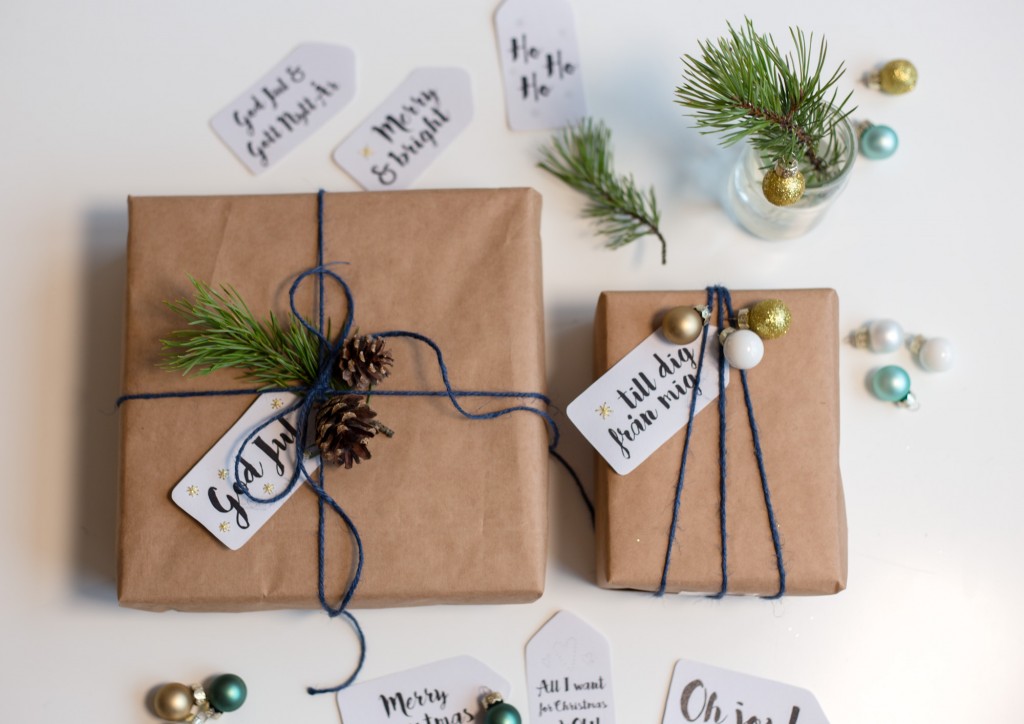 God Jul &
Gott Nytt År
Merry
& bright
Ho
Ho
Ho
till dig
från mig
God Jul
Merry
Christmas
All I want
for Christmas
Oh joy!